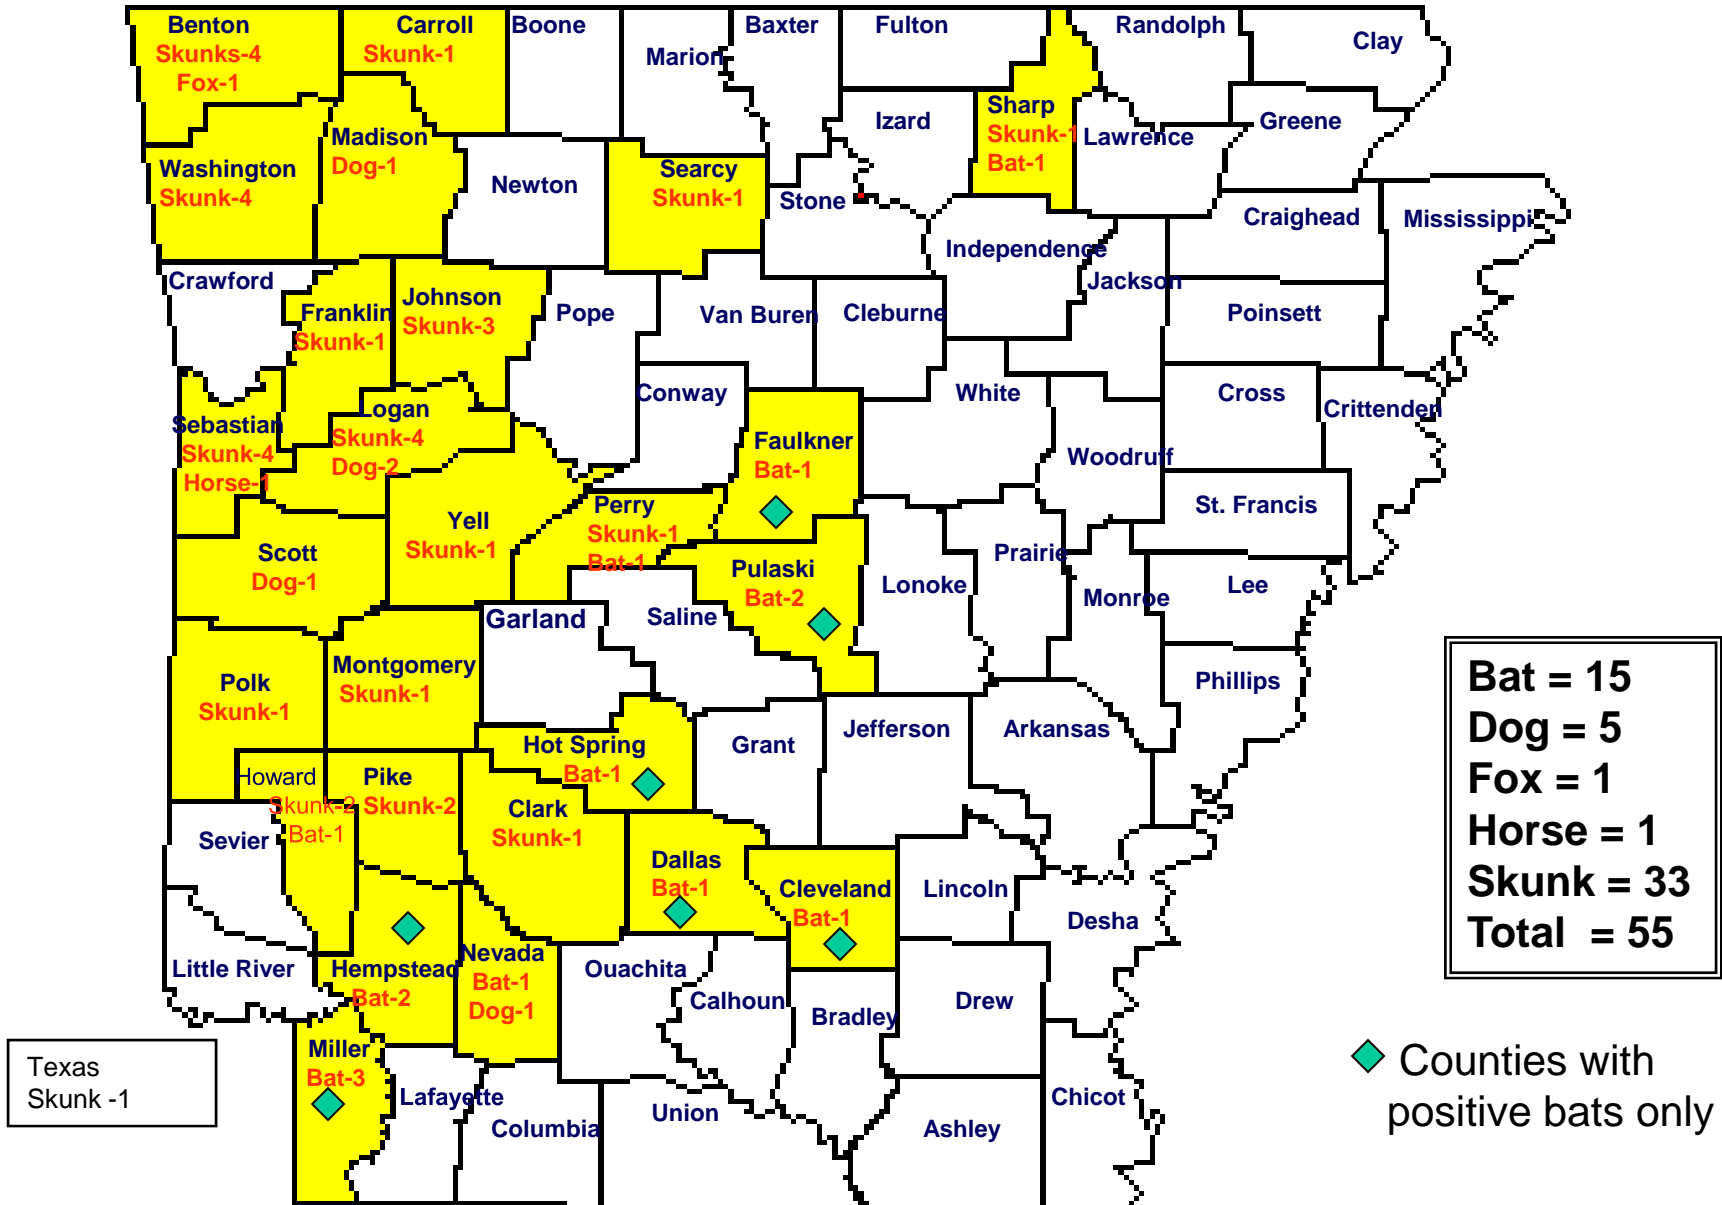 Benton
Skunks-4
Fox-1
Carroll
Skunk-1
Boone
Marion
Baxter
Fulton
Sharp
Skunk-1
Bat-1
Randolph
Clay
Izard
Lawrence
Greene
Washington
Skunk-4
Madison
Dog-1
Newton
Searcy
Skunk-1
Stone
Independence
Jackson
Craighead
Mississippi
Crawford
Franklin
Skunk-1
Johnson
Skunk-3
Pope
Van Buren
Cleburne
Poinsett
Sebastian
Skunk-4
Horse-1
Logan
Skunk-4
Dog-2
Conway
Faulkner
Bat-1
White
Woodruff
Cross
Crittenden
St. Francis
Scott
Dog-1
Yell
Skunk-1
Perry
Skunk-1
Bat-1
Pulaski
Bat-2
Lonoke
Prairie
Monroe
Lee
Garland
Saline
Phillips
Polk
Skunk-1
Montgomery
Skunk-1
Hot Spring
Bat-1
Grant
Jefferson
Arkansas
Howard
Skunk-2
Bat-1
Pike
Skunk-2
Clark
Skunk-1
Sevier
Dallas
Bat-1
Cleveland
Bat-1
Lincoln
Desha
Little River
Hempstead
Bat-2
Nevada
Bat-1
Dog-1
Ouachita
Calhoun
Bradley
Drew
Miller
Bat-3
Lafayette
Columbia
Union
Ashley
Chicot
Texas
Skunk -1
Bat = 15
Dog = 5
Fox = 1
Horse = 1
Skunk = 33
Total = 55
Counties with
positive bats only